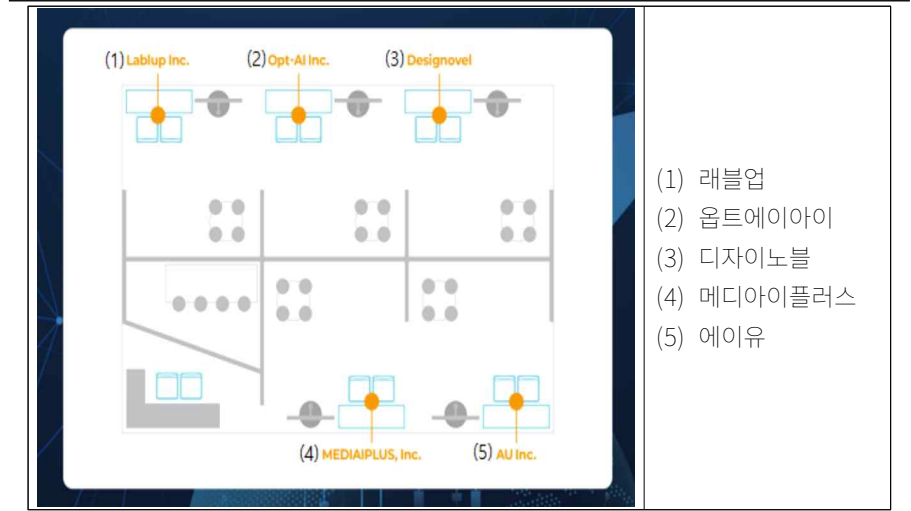 (1) Lablup Inc.
(2) Opt-AI Inc.
(3) Designovel
(4) MEDIAIPLUS, Inc.
(5) AU Inc.
(1) 래블업
(2) 옵트에이아이
(3) 디자이노블
(4) 메디아이플러스
(5) 에이유